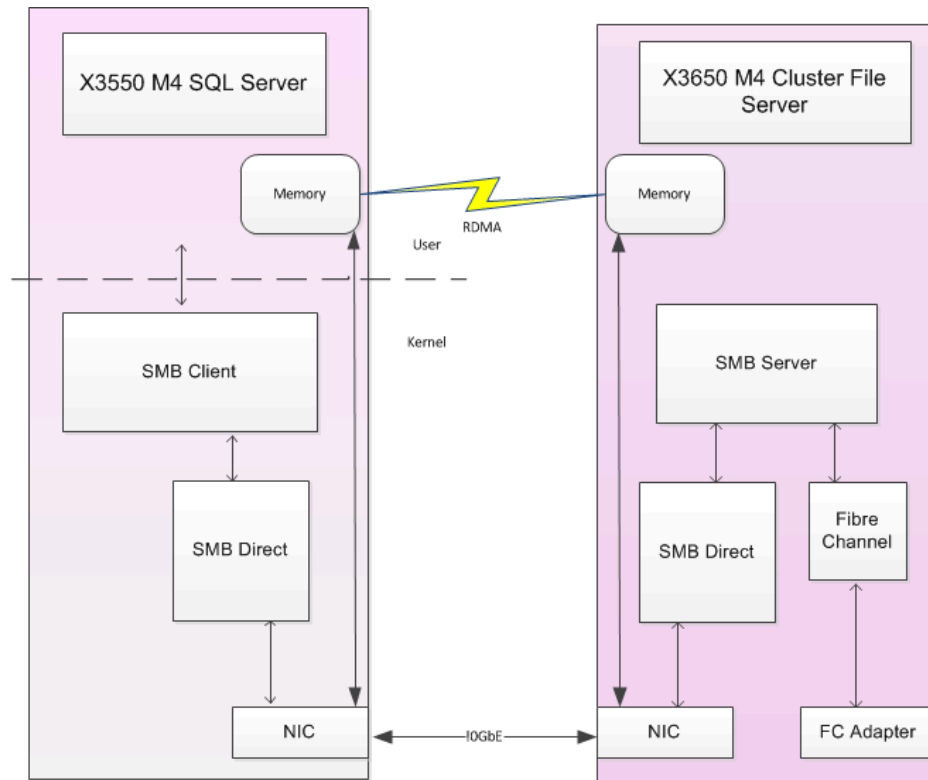 X3550 M4 SQL Server
X3650 M4 Cluster File
Server
Memory
Memory
RDMA
User
Kernel
SMB Client
SMB Server
SMB Direct
SMB Direct
Fibre
Channel
NIC
!0GbE
NIC
FC Adapter